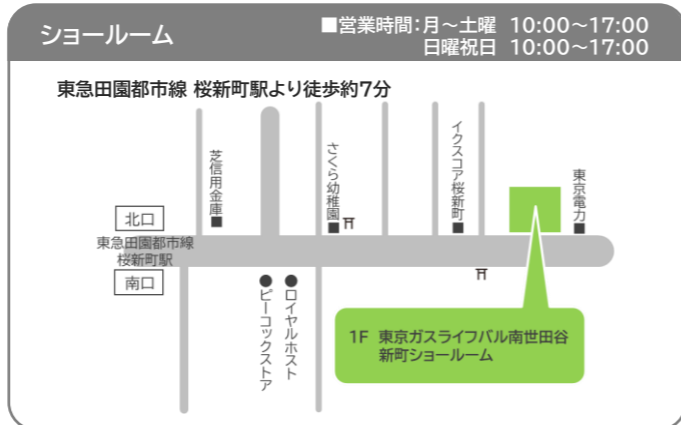 ショールーム
■営業時間:月～土曜 10:00～17:00
日曜祝日 10:00～17:00
東急田園都市線 桜新町駅より徒歩約7分
芝信用金庫■
さくら幼稚園■
イクスコア桜新町■
東京電力■
北口
東急田園都市線
桜新町駅
南口
●ピーコックストア
●ロイヤルホスト
1F 東京ガスライフバル南世田谷
新町ショールーム